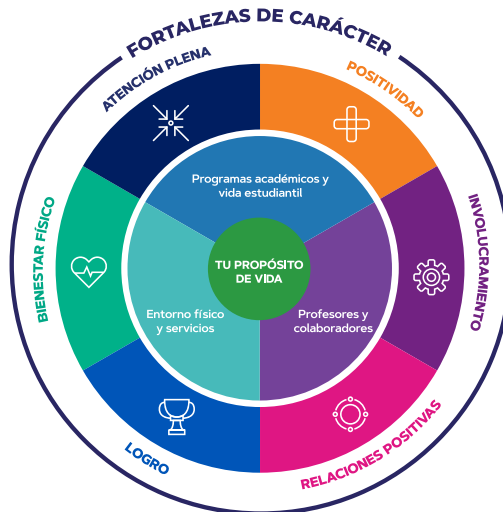 FORTALEZAS DE CARÁCTER
ATENCIÓN PLENA
POSITIVIDAD
Programas académicos y
vida estudiantil
BIENESTAR FÍSICO
INVOLUCRAMIENTO
TU PROPÓSITO
DE VIDA
Entorno físico
y servicios
Profesores y
colaboradores
LOGRO
RELACIONES POSITIVAS